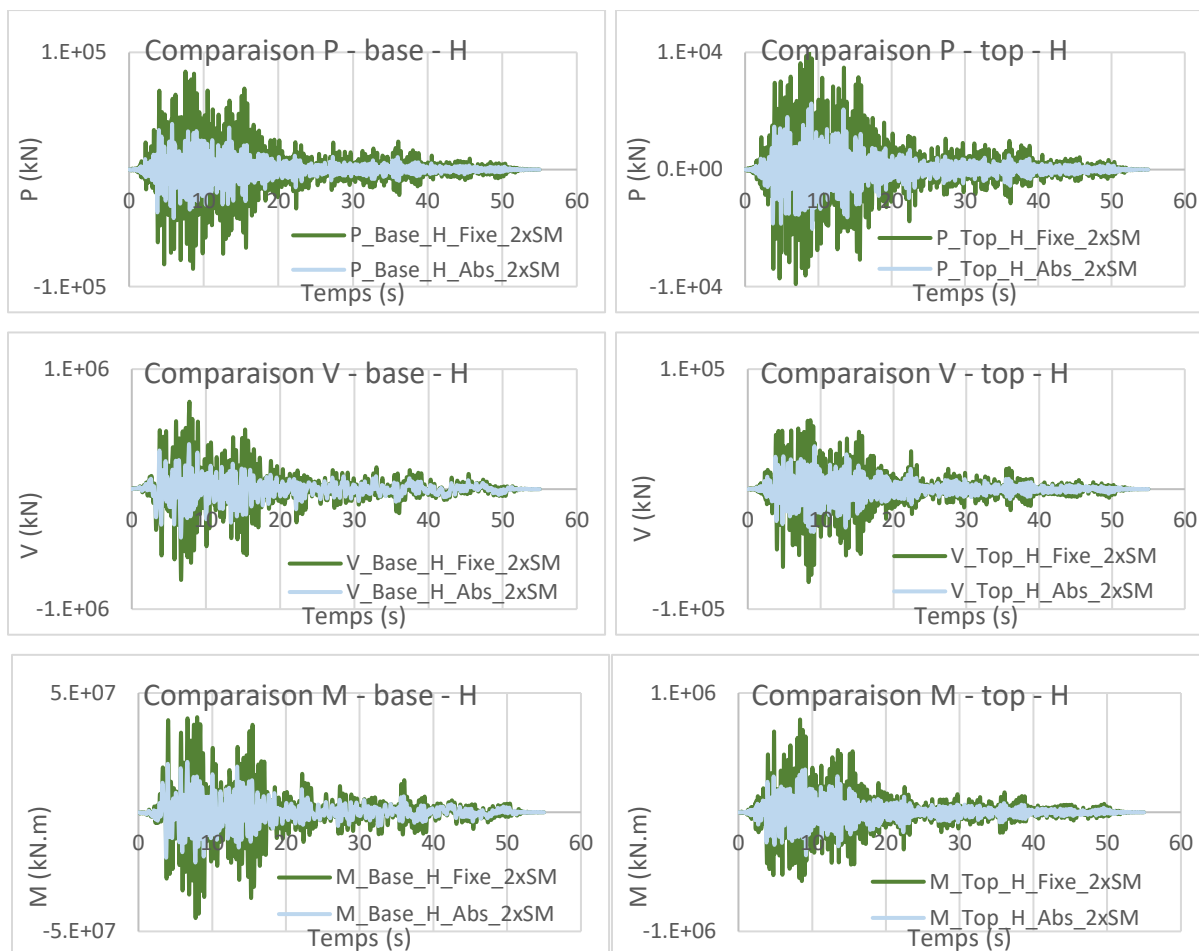 Comparaison P - base - H
1.E+05
-1.E+05
P (kN)
0 10 20 30 40 50 60
P_Base_H_Fixe_2xSM
P_Base_H_Abs_2xSM
Temps (s)
Comparaison P - top - H
1.E+04
0.E+00
-1.E+04
P (kN)
0 10 20 30 40 50 60
P_Top_H_Fixe_2xSM
P_Top_H_Abs_2xSM
Temps (s)
Comparaison V - base - H
1.E+06
-1.E+06
V (kN)
0 10 20 30 40 50 60
V_Base_H_Fixe_2xSM
V_Base_H_Abs_2xSM
Temps (s)
Comparaison V - top - H
1.E+05
-1.E+05
V (kN)
0 10 20 30 40 50 60
V_Top_H_Fixe_2xSM
V_Top_H_Abs_2xSM
Temps (s)
Comparaison M - base - H
5.E+07
-5.E+07
M (kN.m)
0 10 20 30 40 50 60
M_Base_H_Fixe_2xSM
M_Base_H_Abs_2xSM
Temps (s)
Comparaison M - top - H
1.E+06
-1.E+06
M (kN.m)
0 10 20 30 40 50 60
M_Top_H_Fixe_2xSM
M_Top_H_Abs_2xSM
Temps (s)